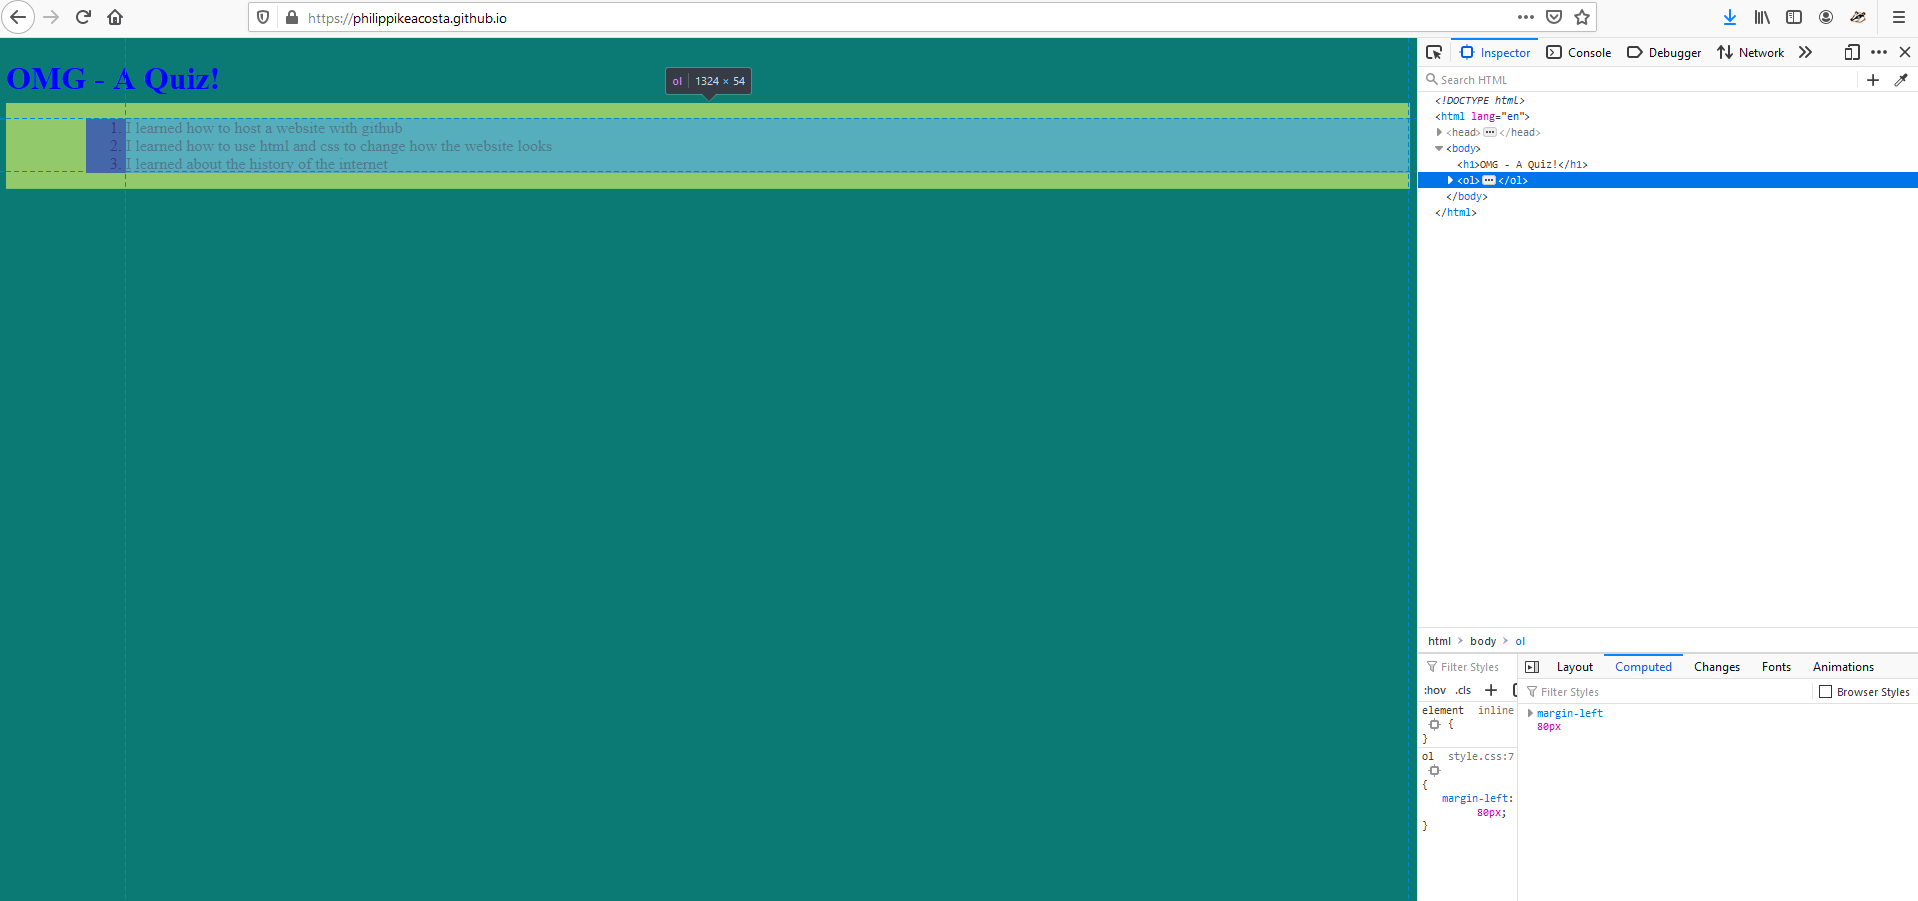 https://philippikeacosta.github.io
OMG - A Quiz!
ol 1324 × 54
1. I learned how to host a website with github
2. I learned how to use html and css to change how the website looks
3. I learned about the history of the internet
Inspector Console Debugger Network
Search HTML
<!DOCTYPE html>
<html lang="en">
<head>
</head>
<body>
<h1>OMG - A Quiz!</h1>
<ol>
</ol>
</body>
</html>
html > body > ol
Filter Styles
:hov .cls +
element inline
{
}
ol style.css:7
{
margin-left:
80px;
}
Layout Computed Changes Fonts Animations
Filter Styles Browser Styles
margin-left
80px